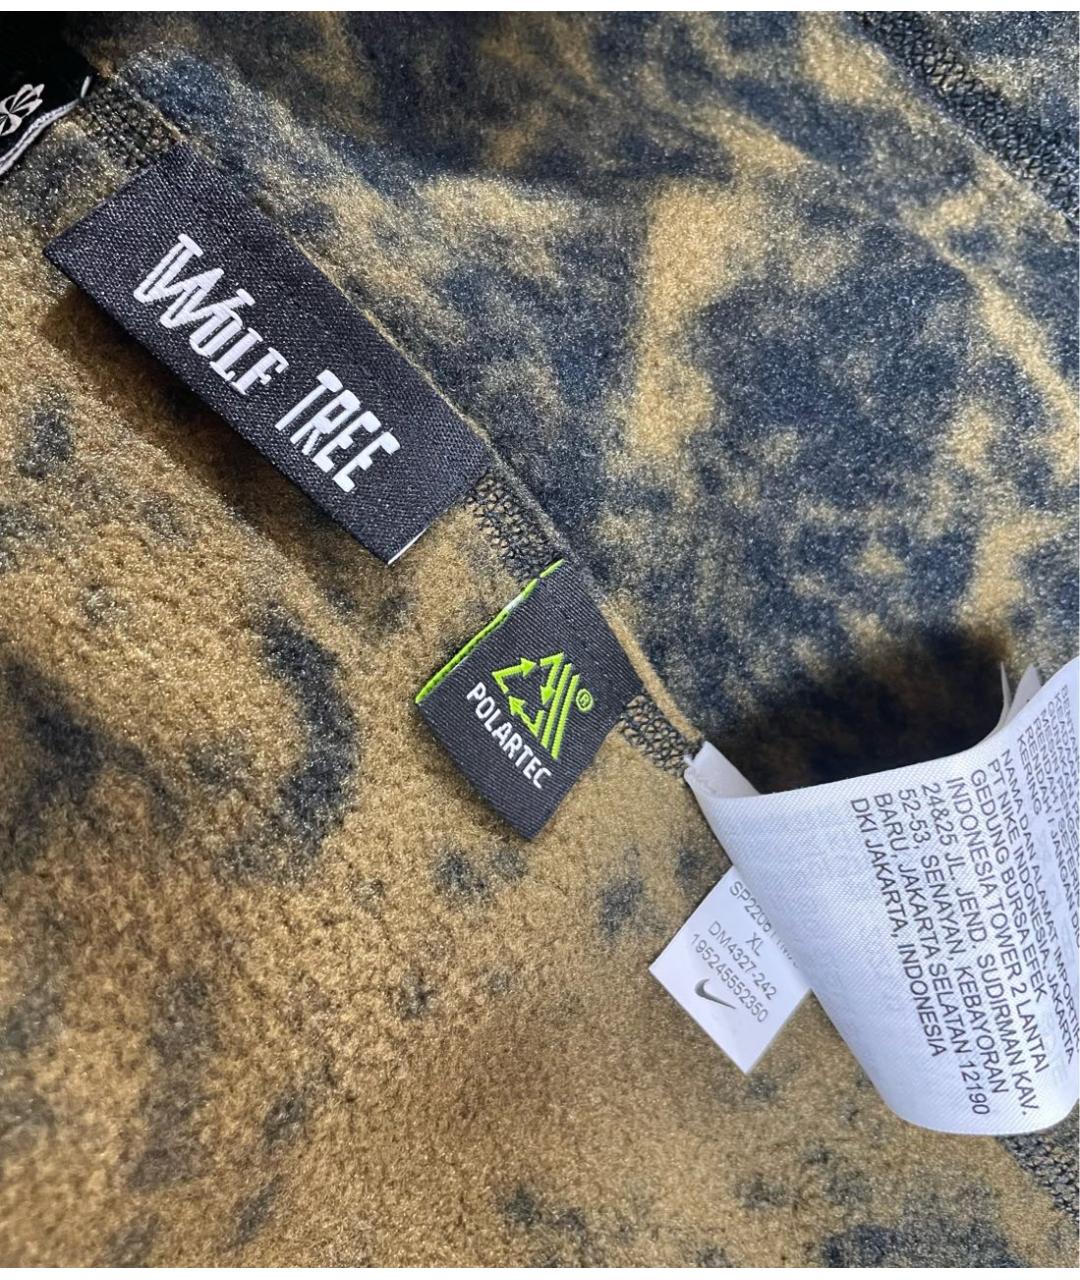 WOLF TREE
POLARTEC
®
XL
DM4327-242
195245552350
KERING
NAMA DAN ALAMAT IMPORTIR
PT NIKE INDONESIA, JAKARTA
GEDUNG BURSA EFEK
INDONESIA TOWER 2 LANTAI
24&25 JL. JEND. SUDIRMAN KAV.
52-53, SENAYAN, KEBAYORAN
BARU JAKARTA SELATAN 12190
DKI JAKARTA INDONESIA